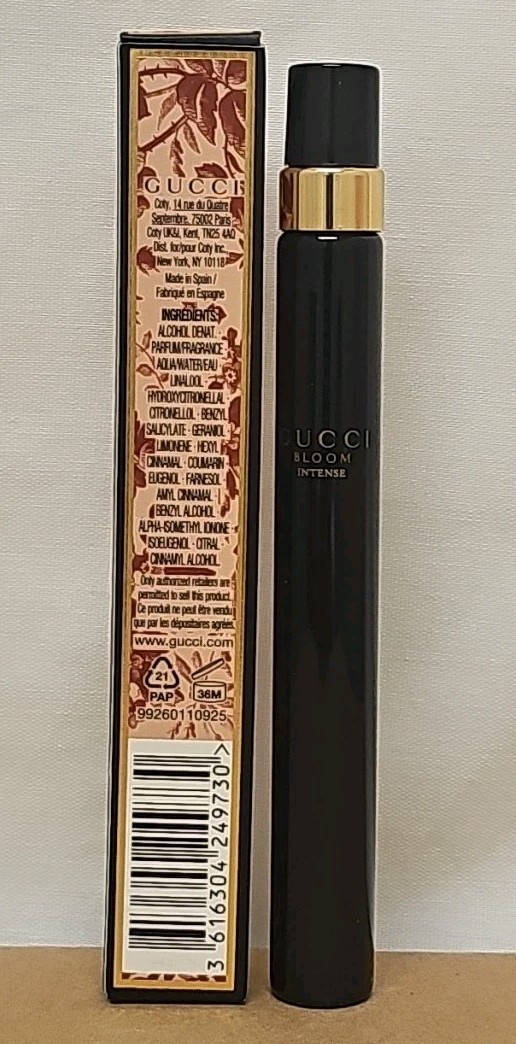 GUCCI
Coty, 14 rue du Quatre
Septembre, 75002 Paris
Coty UK&I, Kent, TN25 4AQ
Dist. for/pour Coty Inc.
New York, NY 10118
Made in Spain /
Fabriqué en Espagne
INGREDIENTS:
ALCOHOL DENAT. ·
PARFUM/FRAGRANCE ·
AQUA/WATER/EAU ·
LINALOOL ·
HYDROXYCITRONELLAL ·
CITRONELLOL · BENZYL
SALICYLATE · GERANIOL ·
LIMONENE · HEXYL
CINNAMAL · COUMARIN ·
EUGENOL · FARNESOL ·
AMYL CINNAMAL ·
BENZYL ALCOHOL ·
ALPHA-ISOMETHYL IONONE ·
ISOEUGENOL · CITRAL ·
CINNAMYL ALCOHOL
Only authorized retailers are
permitted to sell this product.
Ce produit ne peut être vendu
que par les dépositaires agréés.
www.gucci.com
21
PAP
36M
99260110925
3 616304 249730 >
GUCCI
BLOOM
INTENSE